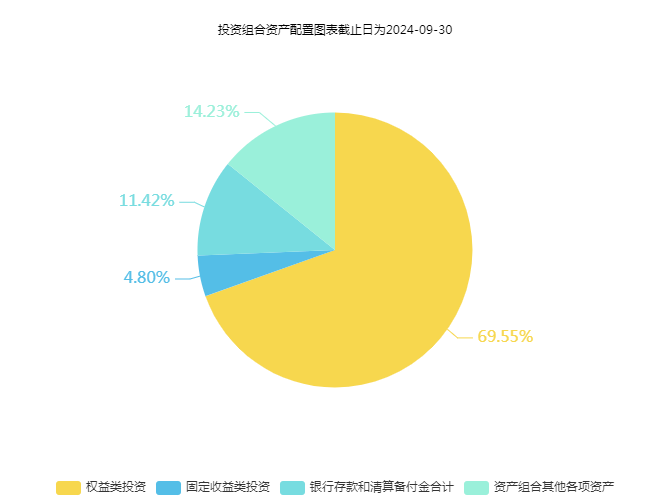 投资组合资产配置图表截止日为2024-09-30
14.23%
11.42%
4.80%
69.55%
权益类投资 固定收益类投资 银行存款和清算备付金合计 资产组合其他各项资产